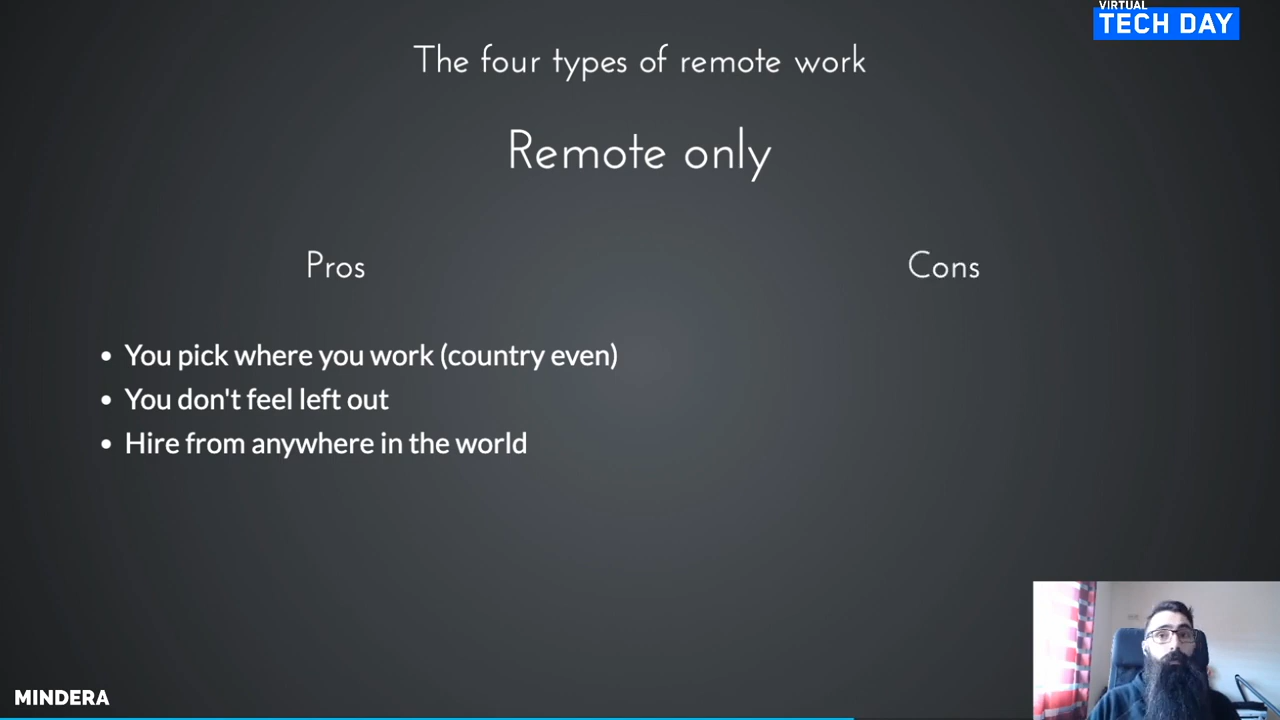 VIRTUAL
TECH DAY
The four types of remote work
Remote only
Pros
Cons
• You pick where you work (country even)
• You don't feel left out
• Hire from anywhere in the world
MINDERA